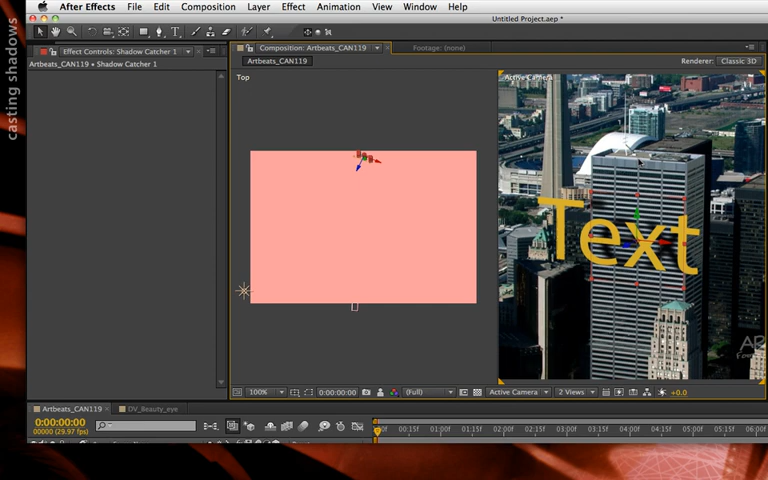 After Effects File Edit Composition Layer Effect Animation View Window Help
Untitled Project.aep *
casting shadows
Effect Controls: Shadow Catcher 1
Artbeats_CAN119 • Shadow Catcher 1
Composition: Artbeats_CAN119
Footage: (none)
Artbeats_CAN119
Renderer: Classic 3D
Top
Active Camera
Text
100%
0:00:00:00
(Full)
Active Camera
2 Views
+0.0
Artbeats_CAN119
DV_Beauty_eye
0:00:00:00
00000 (29.97 fps)
00f 00:15f 01:00f 01:15f 02:00f 02:15f 03:00f 03:15f 04:00f 04:15f 05:00f 05:15f 06:00f